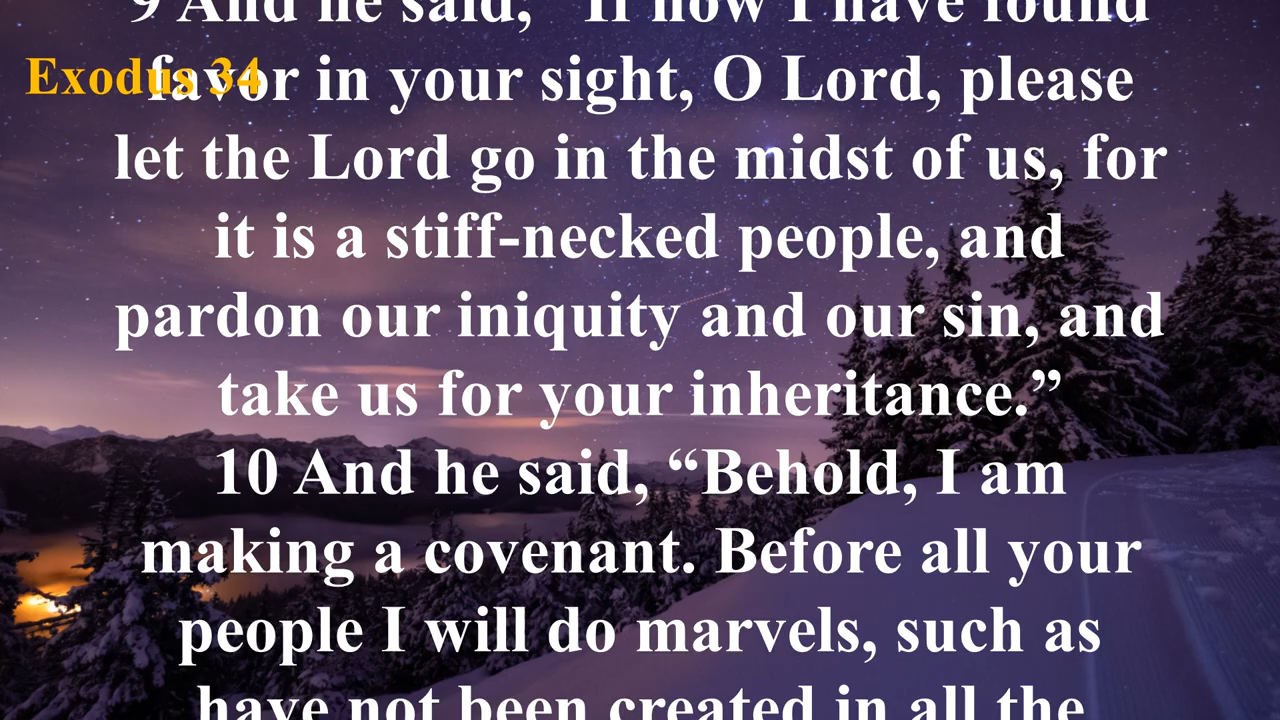 9 And he said, “If now I have found
Exodus 34
favor in your sight, O Lord, please
let the Lord go in the midst of us, for
it is a stiff-necked people, and
pardon our iniquity and our sin, and
take us for your inheritance.”
10 And he said, “Behold, I am
making a covenant. Before all your
people I will do marvels, such as
have not been created in all the